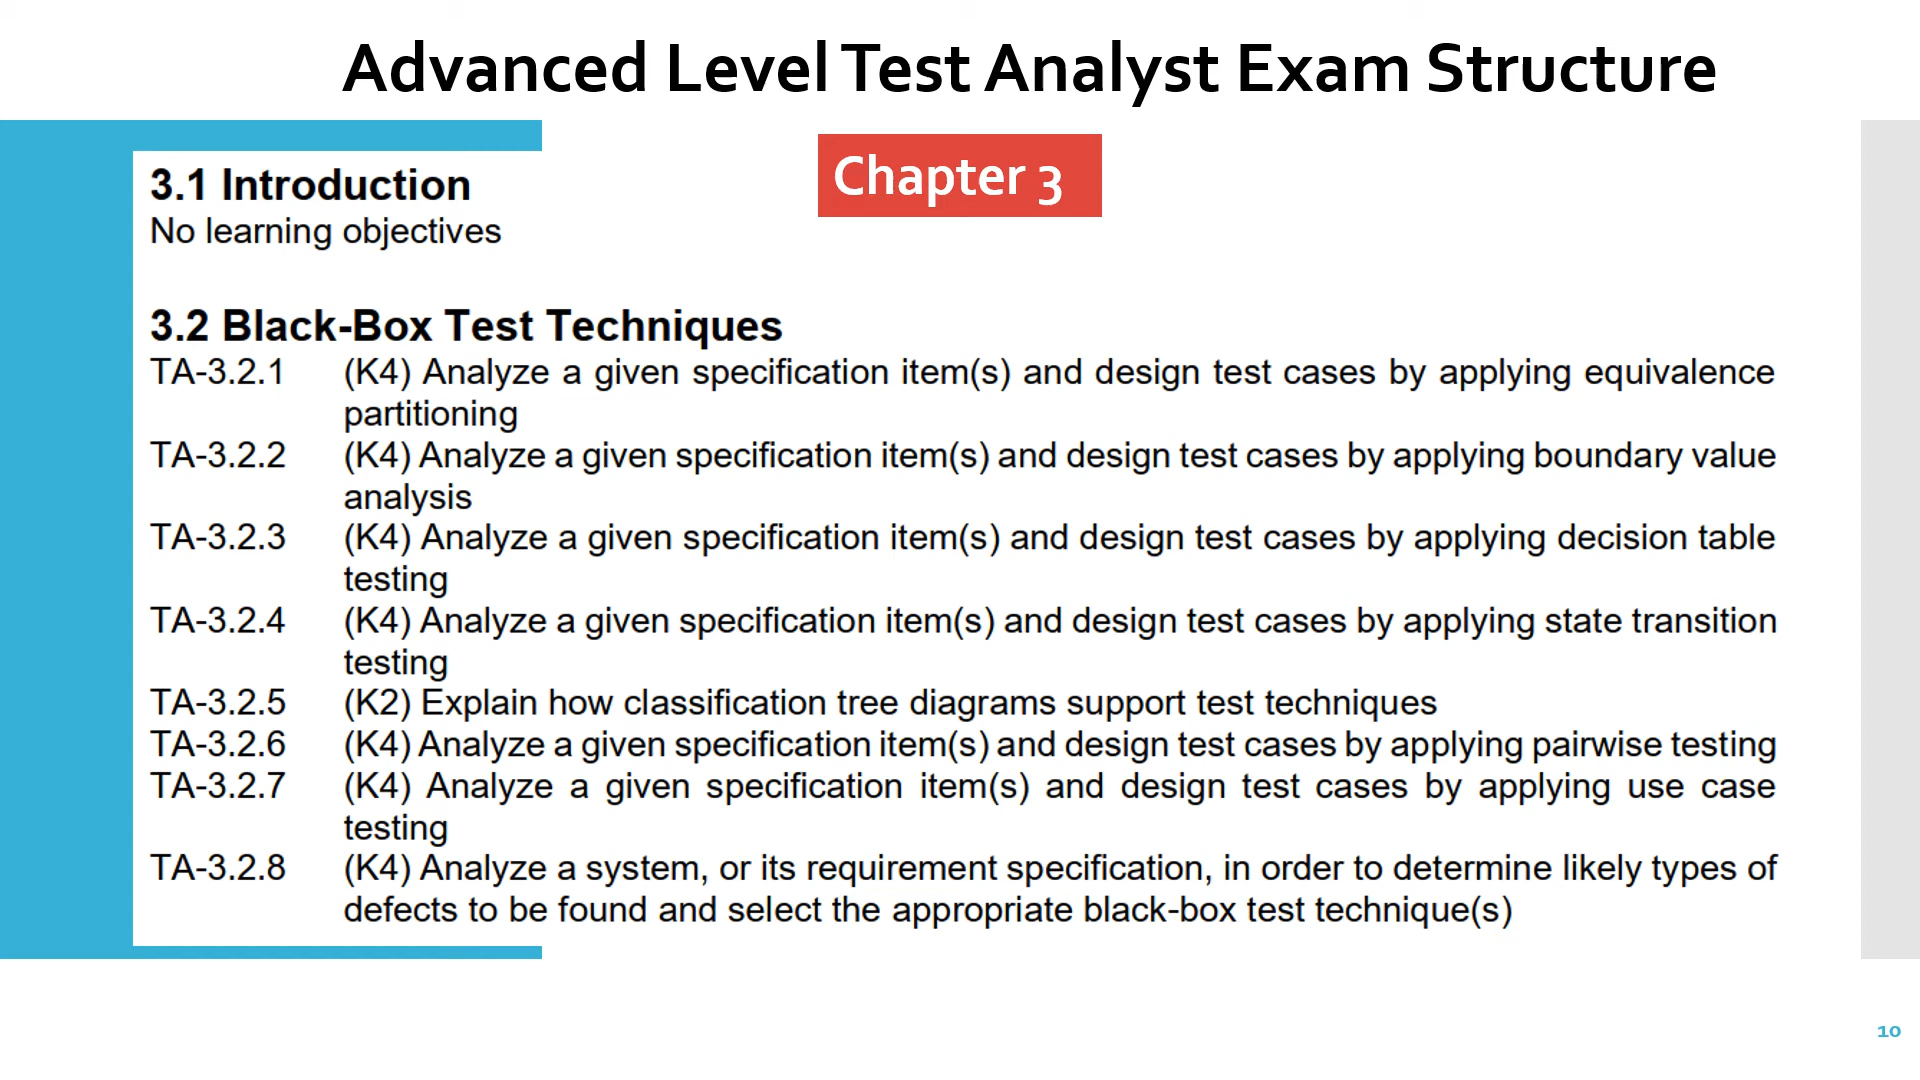 Advanced Level Test Analyst Exam Structure
Chapter 3
3.1 Introduction
No learning objectives
3.2 Black-Box Test Techniques
TA-3.2.1 (K4) Analyze a given specification item(s) and design test cases by applying equivalence
partitioning
TA-3.2.2 (K4) Analyze a given specification item(s) and design test cases by applying boundary value
analysis
TA-3.2.3 (K4) Analyze a given specification item(s) and design test cases by applying decision table
testing
TA-3.2.4 (K4) Analyze a given specification item(s) and design test cases by applying state transition
testing
TA-3.2.5 (K2) Explain how classification tree diagrams support test techniques
TA-3.2.6 (K4) Analyze a given specification item(s) and design test cases by applying pairwise testing
TA-3.2.7 (K4) Analyze a given specification item(s) and design test cases by applying use case
testing
TA-3.2.8 (K4) Analyze a system, or its requirement specification, in order to determine likely types of
defects to be found and select the appropriate black-box test technique(s)
10